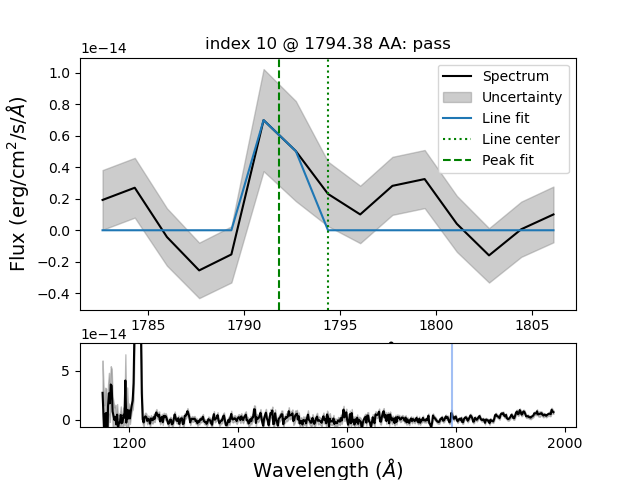 index 10 @ 1794.38 AA: pass
1e−14
1.0
0.8
0.6
0.4
0.2
0.0
−0.2
−0.4
Flux (erg/cm²/s/Å)
Spectrum
Uncertainty
Line fit
Line center
Peak fit
1785
1790
1795
1800
1805
1e−14
5
0
1200
1400
1600
1800
2000
Wavelength (Å)